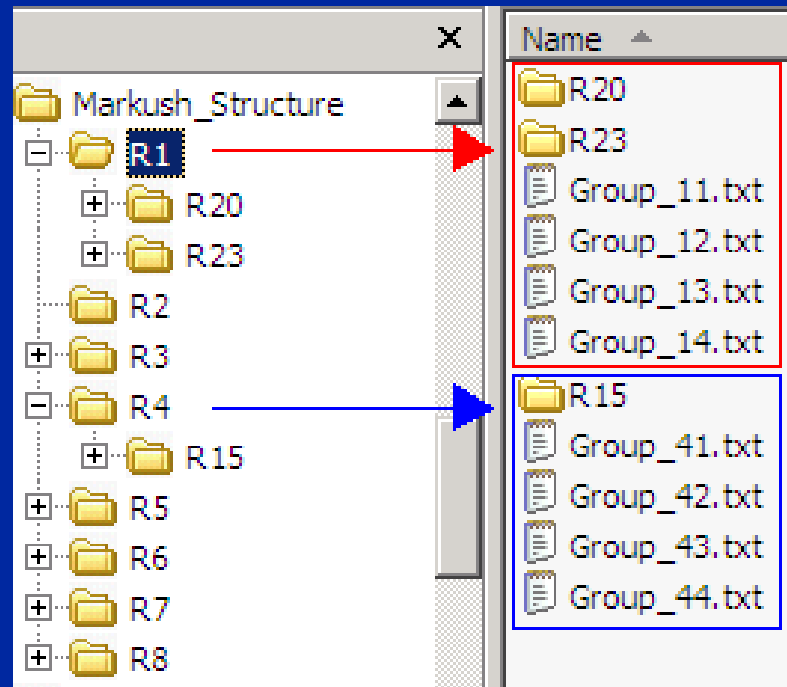 Markush_Structure
R1
R20
R23
R2
R3
R4
R15
R5
R6
R7
R8
Name
R20
R23
Group_11.txt
Group_12.txt
Group_13.txt
Group_14.txt
R15
Group_41.txt
Group_42.txt
Group_43.txt
Group_44.txt